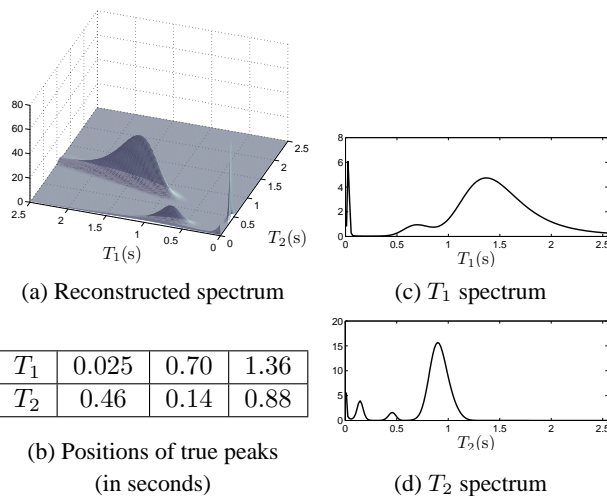 80
60
40
20
0
2.5
2
1.5
1
0.5
0
2.5
2
1.5
1
0.5
0
T₁(s)
T₂(s)
(a) Reconstructed spectrum
8
6
4
2
0
0 0.5 1 1.5 2 2.5
T₁(s)
(c) T₁ spectrum
T₁ 0.025 0.70 1.36
T₂ 0.46 0.14 0.88
(b) Positions of true peaks
(in seconds)
20
15
10
5
0
0 0.5 1 1.5 2 2.5
T₂(s)
(d) T₂ spectrum